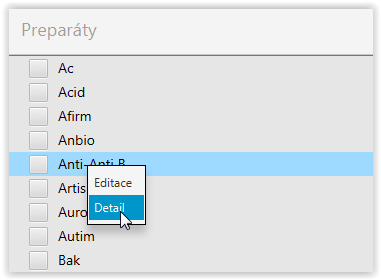 Preparáty
Ac
Acid
Afirm
Anbio
Anti-Anti B
Editace
Artis
Detail
Auro
Autim
Bak